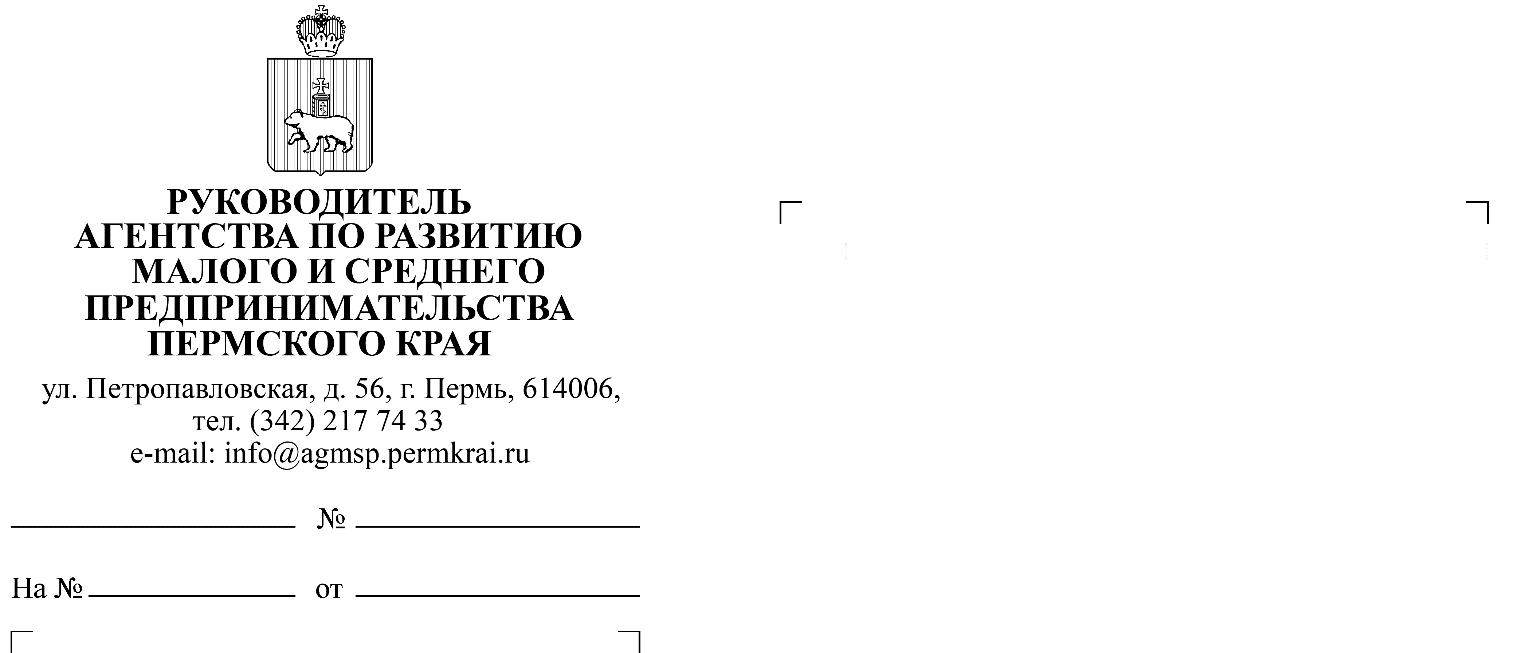 РУКОВОДИТЕЛЬ
АГЕНТСТВА ПО РАЗВИТИЮ
МАЛОГО И СРЕДНЕГО
ПРЕДПРИНИМАТЕЛЬСТВА
ПЕРМСКОГО КРАЯ
ул. Петропавловская, д. 56, г. Пермь, 614006,
тел. (342) 217 74 33
e-mail: info@agmsp.permkrai.ru
№
На № от